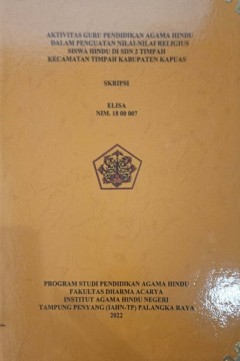 AKTIVITAS GURU PENDIDIKAN AGAMA HINDU
DALAM PENGUATAN NILAI-NILAI RELIGIUS
SISWA HINDU DI SDN 2 TIMPAH
KECAMATAN TIMPAH KABUPATEN KAPUAS
SKRIPSI
ELISA
NIM. 18 00 007
PROGRAM STUDI PENDIDIKAN AGAMA HINDU
FAKULTAS DHARMA ACARYA
INSTITUT AGAMA HINDU NEGERI
TAMPUNG PENYANG (IAHN-TP) PALANGKA RAYA
2022